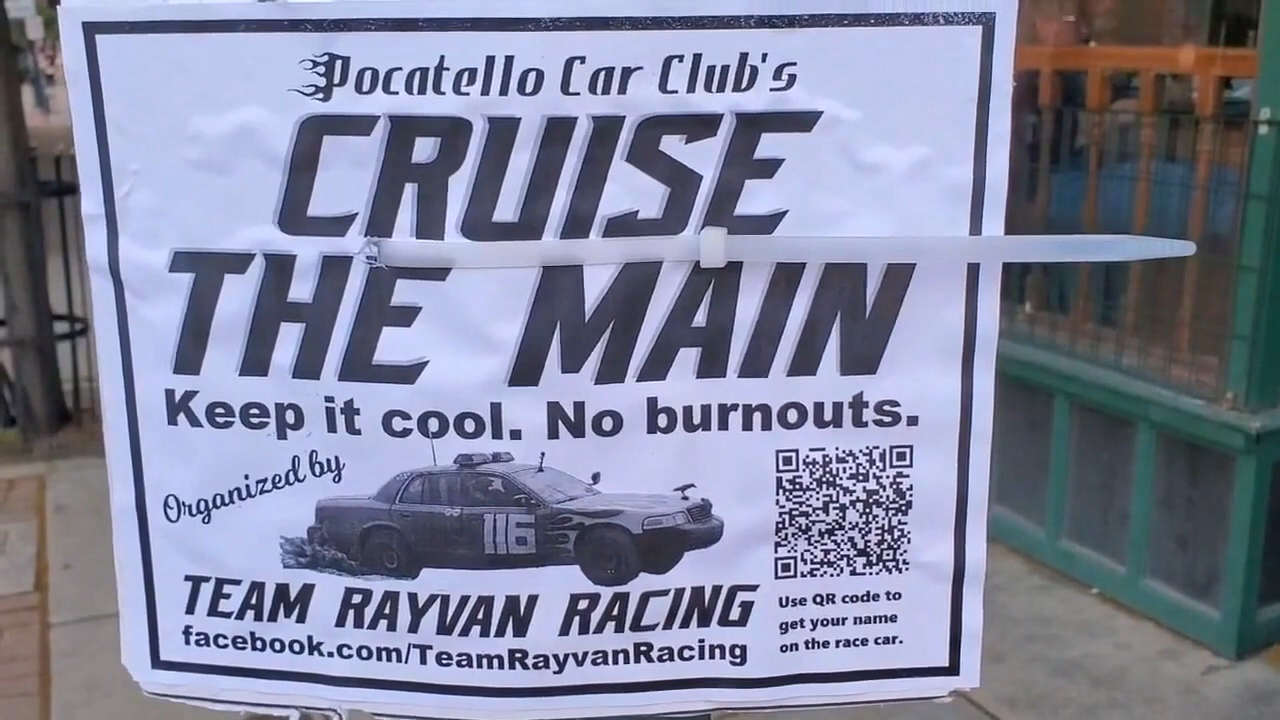 Pocatello Car Club's
CRUISE
THE MAIN
Keep it cool. No burnouts.
Organized by
116
TEAM RAYVAN RACING
facebook.com/TeamRayvanRacing
Use QR code to
get your name
on the race car.